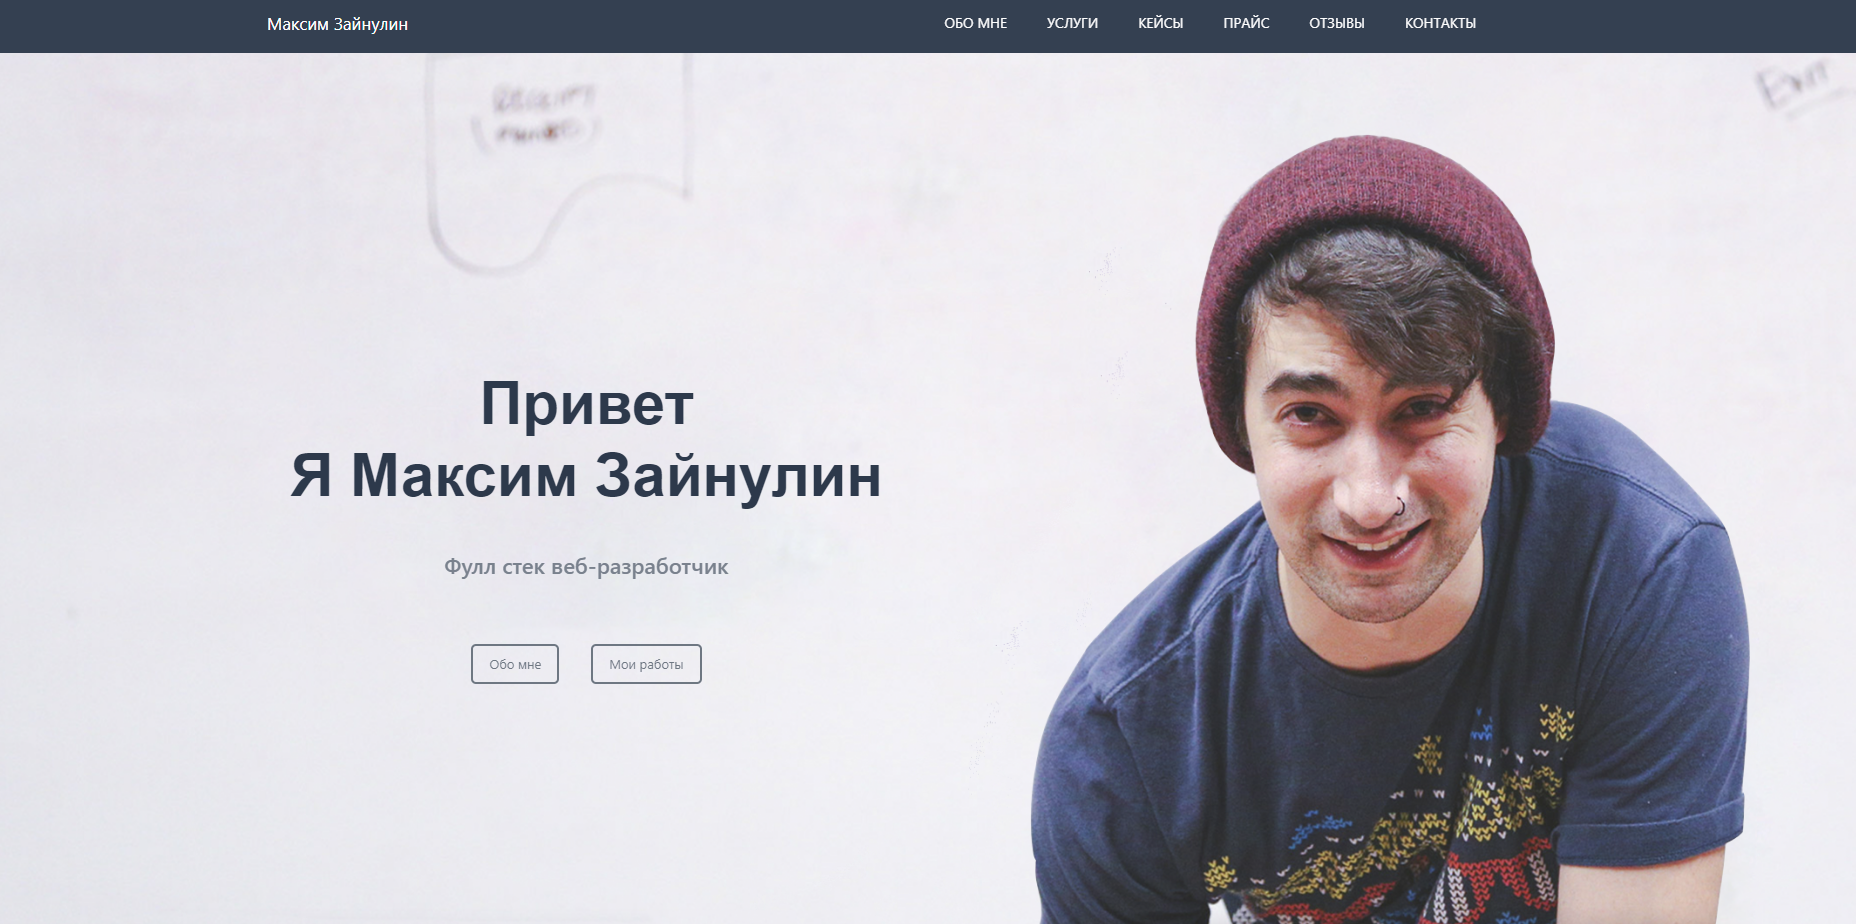 Максим Зайнулин
ОБО МНЕ УСЛУГИ КЕЙСЫ ПРАЙС ОТЗЫВЫ КОНТАКТЫ
Привет
Я Максим Зайнулин
Фулл стек веб-разработчик
Обо мне Мои работы